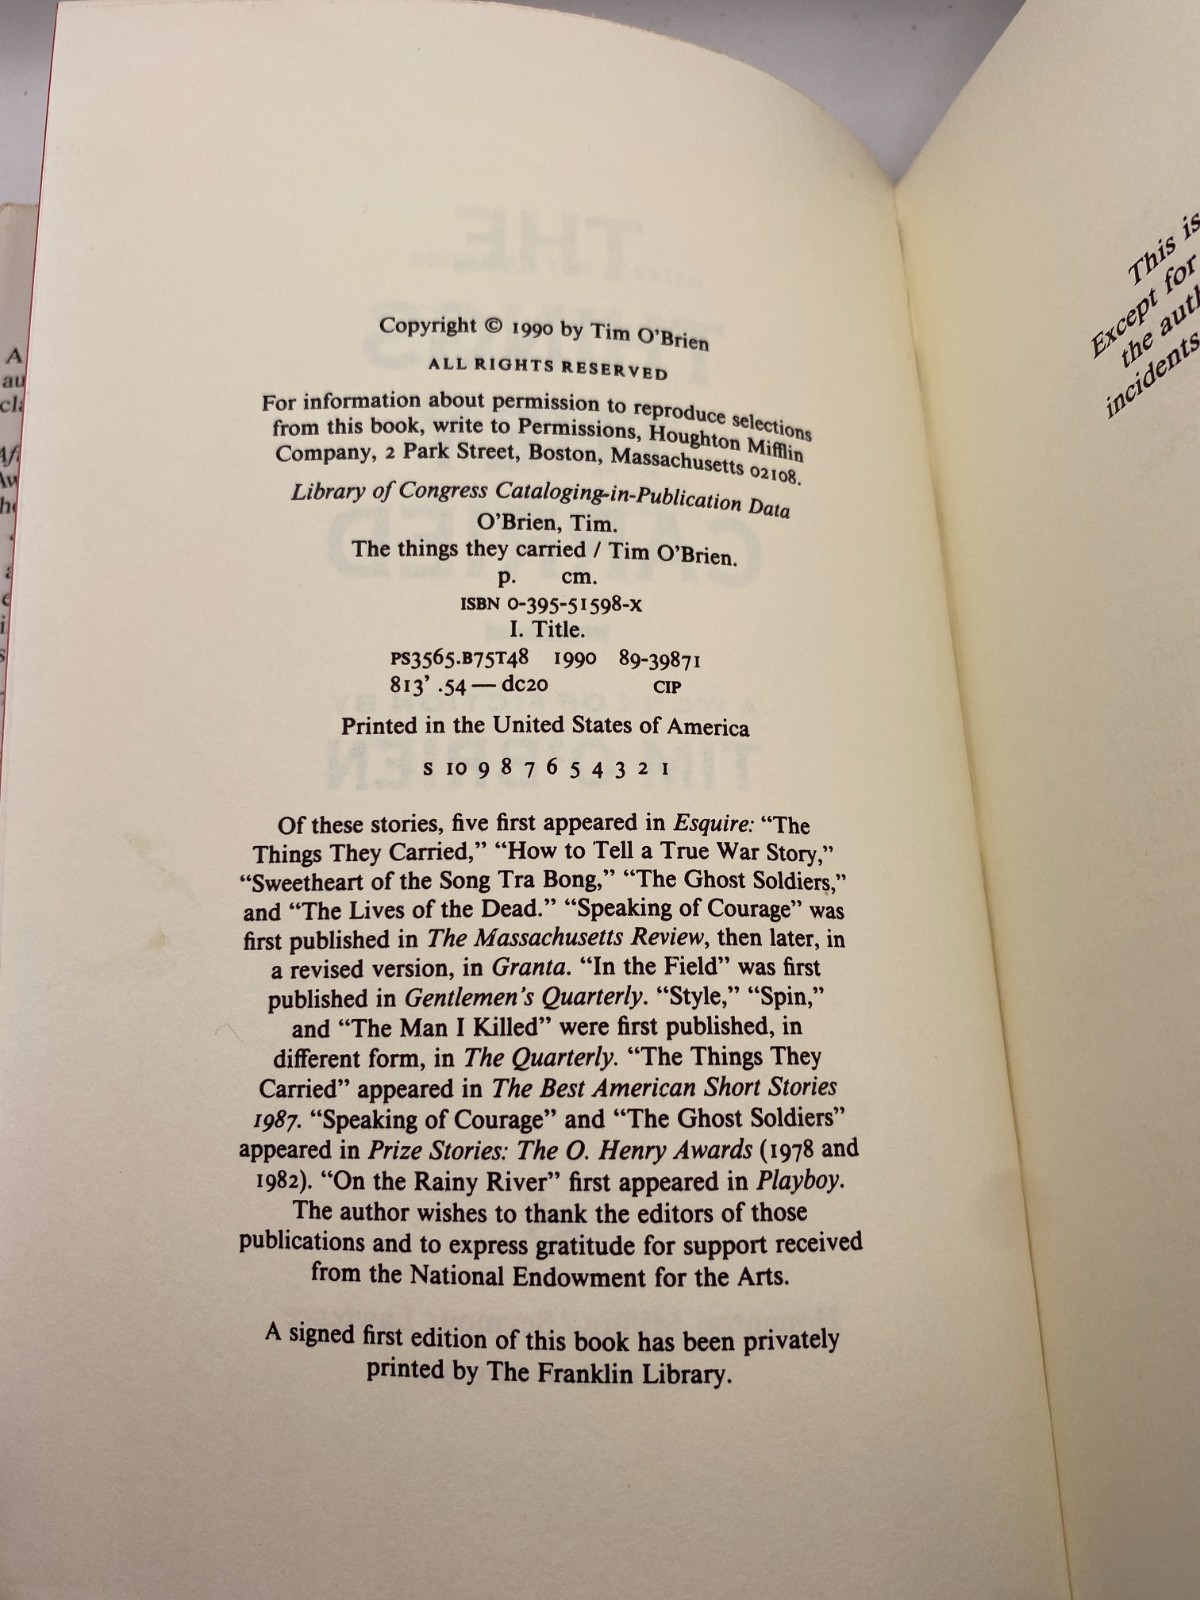 Copyright © 1990 by Tim O’Brien
ALL RIGHTS RESERVED
For information about permission to reproduce selections
from this book, write to Permissions, Houghton Mifflin
Company, 2 Park Street, Boston, Massachusetts 02108.
Library of Congress Cataloging-in-Publication Data
O’Brien, Tim.
The things they carried / Tim O’Brien.
p. cm.
ISBN 0-395-51598-X
I. Title.
PS3565.B75T48 1990 89-39871
813’ .54 — dc20 CIP
Printed in the United States of America
S 10 9 8 7 6 5 4 3 2 1
Of these stories, five first appeared in Esquire: “The
Things They Carried,” “How to Tell a True War Story,”
“Sweetheart of the Song Tra Bong,” “The Ghost Soldiers,”
and “The Lives of the Dead.” “Speaking of Courage” was
first published in The Massachusetts Review, then later, in
a revised version, in Granta. “In the Field” was first
published in Gentlemen’s Quarterly. “Style,” “Spin,”
and “The Man I Killed” were first published, in
different form, in The Quarterly. “The Things They
Carried” appeared in The Best American Short Stories
1987. “Speaking of Courage” and “The Ghost Soldiers”
appeared in Prize Stories: The O. Henry Awards (1978 and
1982). “On the Rainy River” first appeared in Playboy.
The author wishes to thank the editors of those
publications and to express gratitude for support received
from the National Endowment for the Arts.
A signed first edition of this book has been privately
printed by The Franklin Library.
This is
Except for
the
incidents